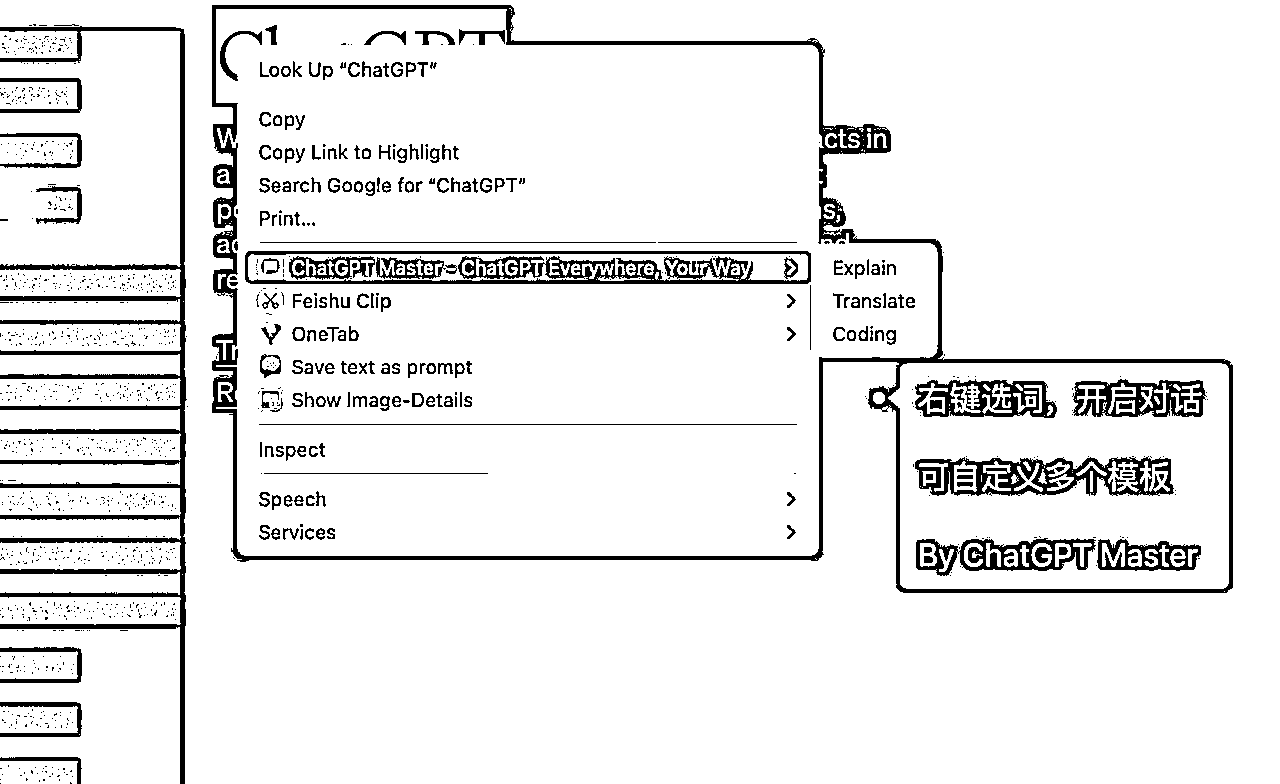 ChatGPT
Look Up “ChatGPT”
Copy
Copy Link to Highlight
Search Google for “ChatGPT”
Print...
ChatGPT Master - ChatGPT Everywhere, Your Way
Feishu Clip
OneTab
Save text as prompt
Show Image-Details
Inspect
Speech
Services
Explain
Translate
Coding
右键选词，开启对话
可自定义多个模板
By ChatGPT Master